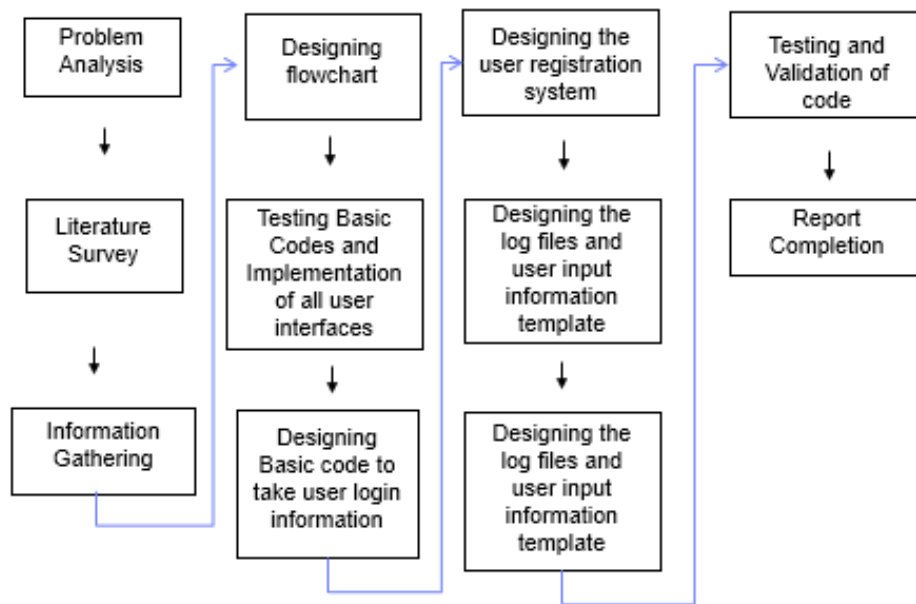 Problem
Analysis
Literature
Survey
Information
Gathering
Designing
flowchart
Testing Basic
Codes and
Implementation
of all user
interfaces
Designing
Basic code to
take user login
information
Designing the
user registration
system
Designing the
log files and
user input
information
template
Designing the
log files and
user input
information
template
Testing and
Validation of
code
Report
Completion